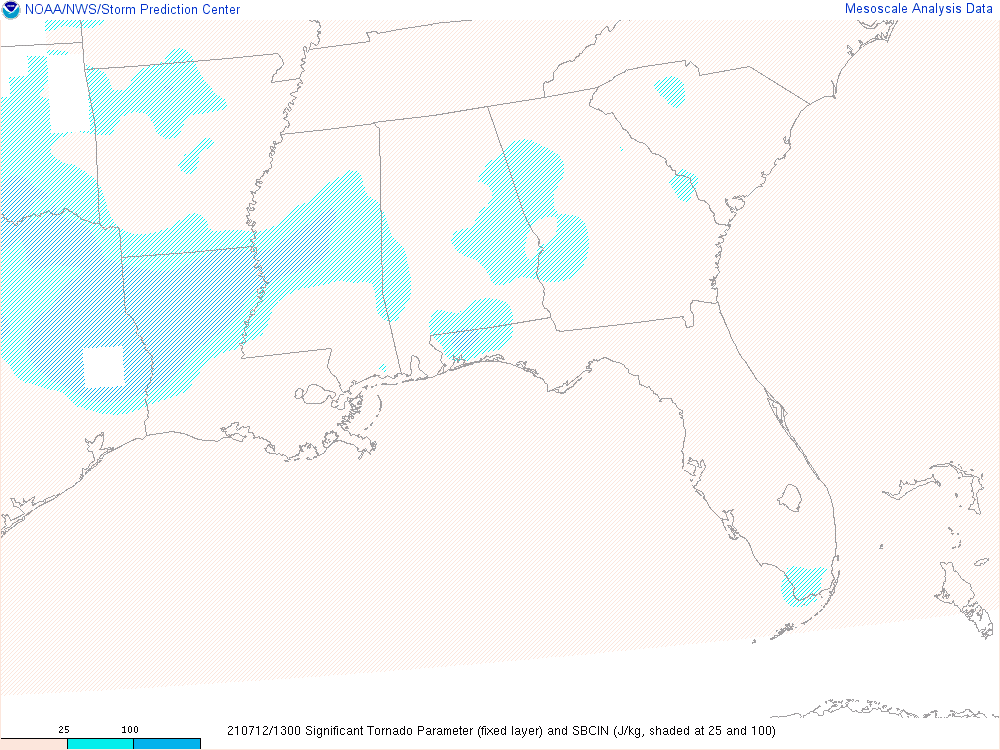 NOAA/NWS/Storm Prediction Center
Mesoscale Analysis Data
25 100
210712/1300 Significant Tornado Parameter (fixed layer) and SBCIN (J/kg, shaded at 25 and 100)